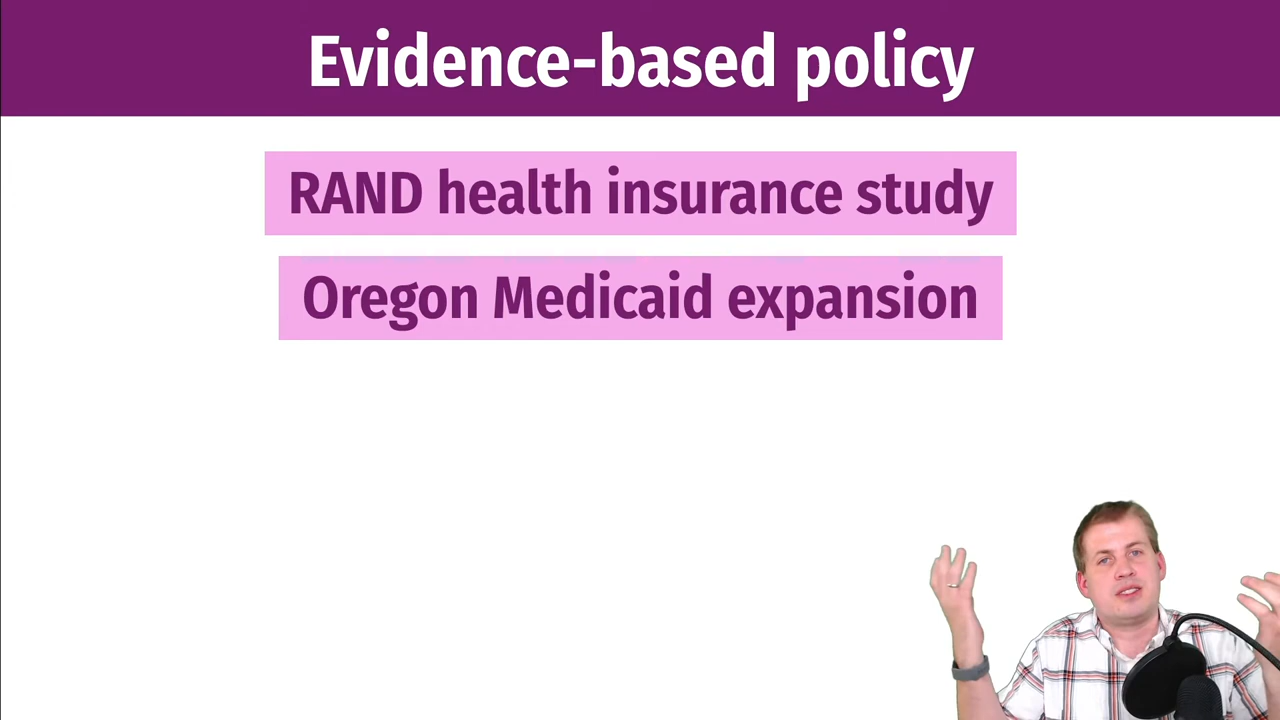 Evidence-based policy
RAND health insurance study
Oregon Medicaid expansion